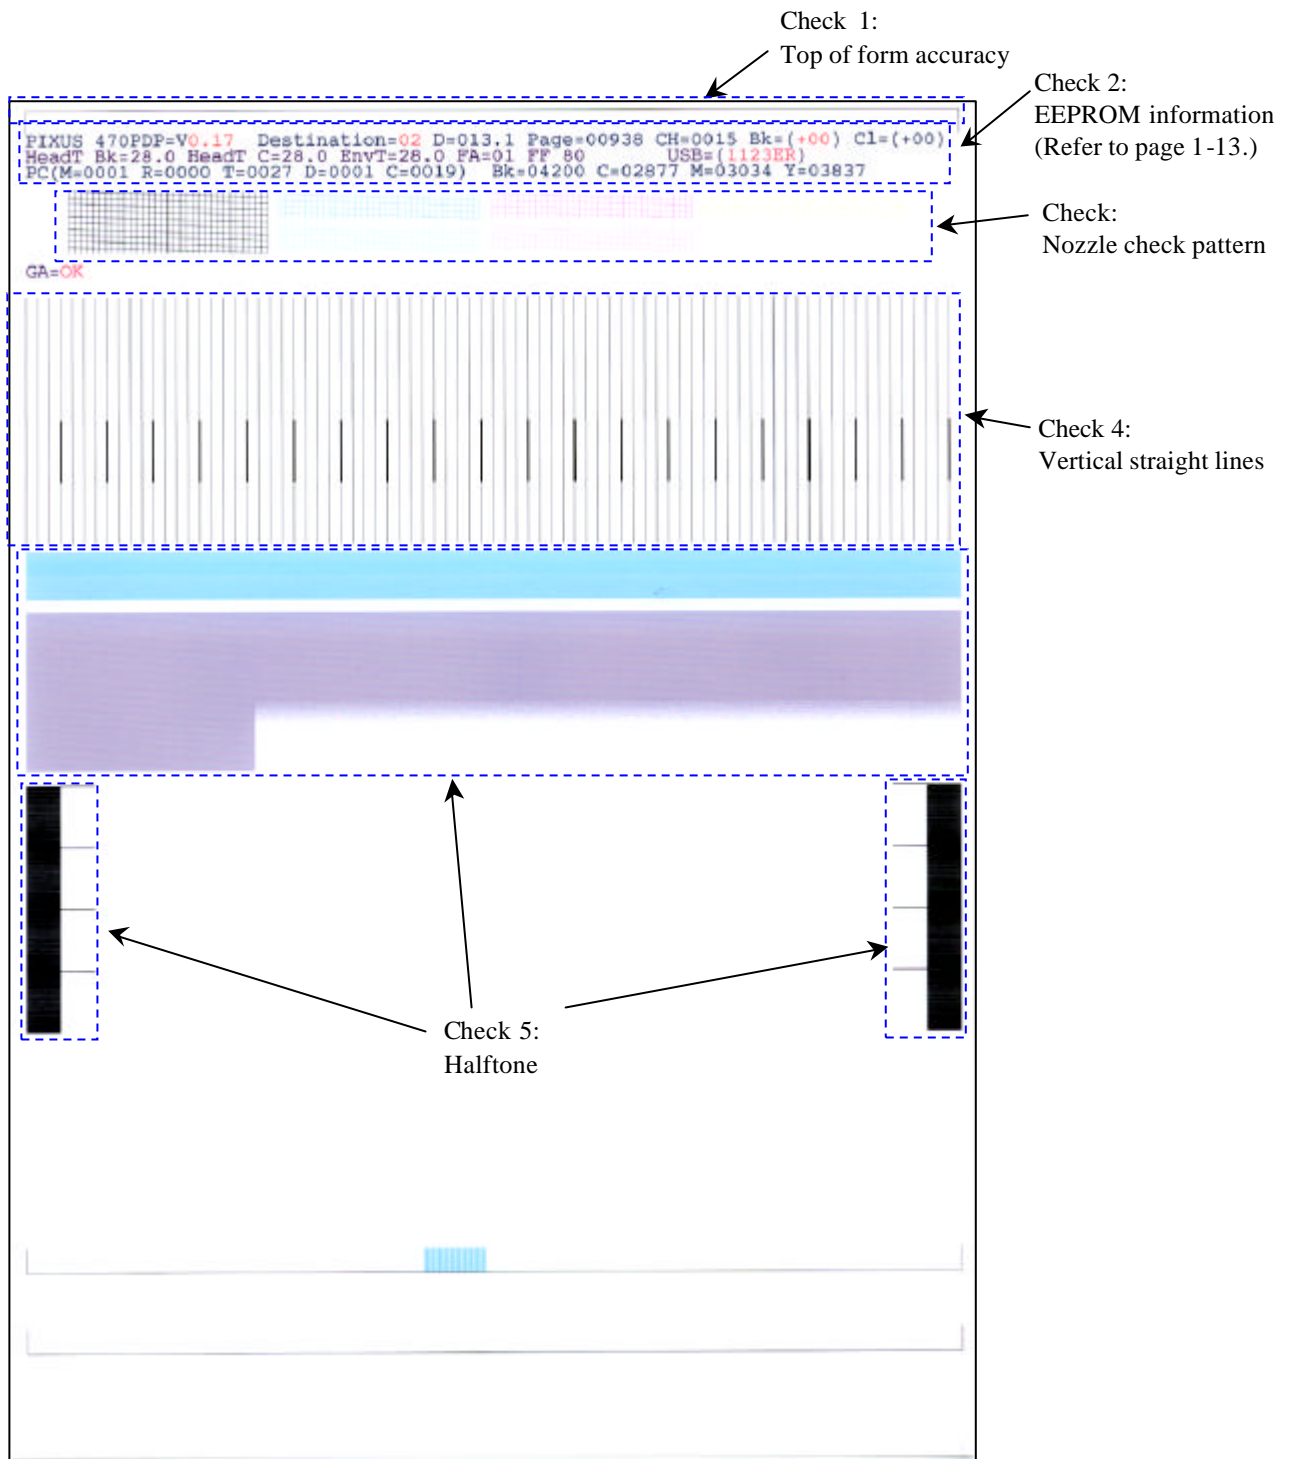 Check 1:
Top of form accuracy
Check 2:
EEPROM information
(Refer to page 1-13.)
PIXUS 470PDP=V0.17 Destination=02 D=013.1 Page=00938 CH=0015 Bk=(+00) Cl=(+00)
HeadT Bk=28.0 HeadT C=28.0 EnvT=28.0 FA=01 FF 80 USB=(1123ER)
PC(M=0001 R=0000 T=0027 D=0001 C=0019) Bk=04200 C=02877 M=03034 Y=03837
Check:
Nozzle check pattern
GA=OK
Check 4:
Vertical straight lines
Check 5:
Halftone